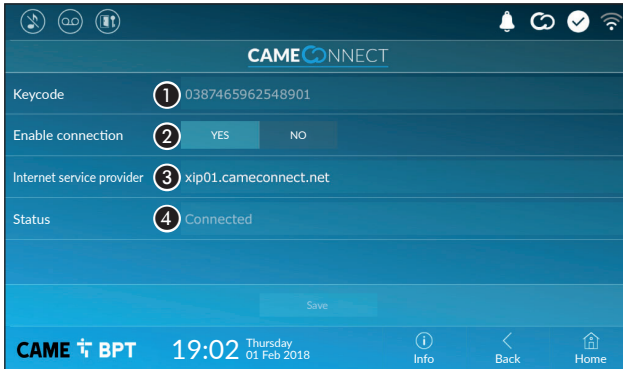 CAMECONNECT
Keycode 1 0387465962548901
Enable connection 2 YES NO
Internet service provider 3 xip01.cameconnect.net
Status 4 Connected
Save
CAME BPT 19:02 Thursday
01 Feb 2018
Info Back Home